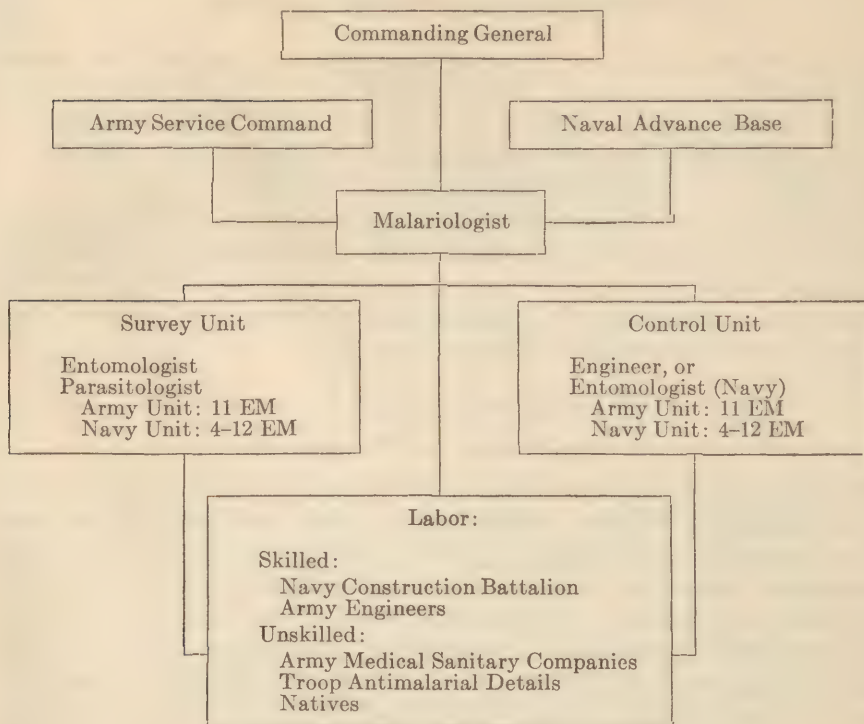 Commanding General
Army Service Command
Naval Advance Base
Malariologist
Survey Unit
Entomologist
Parasitologist
Army Unit: 11 EM
Navy Unit: 4–12 EM
Control Unit
Engineer, or
Entomologist (Navy)
Army Unit: 11 EM
Navy Unit: 4–12 EM
Labor:
Skilled:
Navy Construction Battalion
Army Engineers
Unskilled:
Army Medical Sanitary Companies
Troop Antimalarial Details
Natives